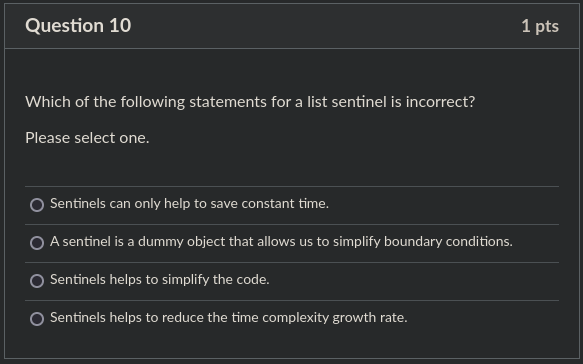 Question 10
1 pts
Which of the following statements for a list sentinel is incorrect?
Please select one.
Sentinels can only help to save constant time.
A sentinel is a dummy object that allows us to simplify boundary conditions.
Sentinels helps to simplify the code.
Sentinels helps to reduce the time complexity growth rate.